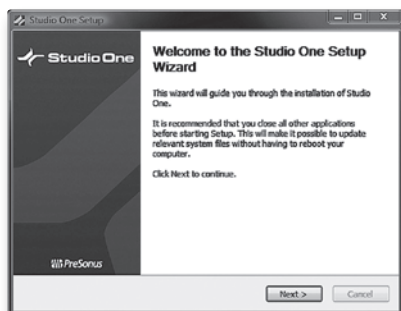 Studio One Setup
Studio One
Welcome to the Studio One Setup
Wizard
This wizard will guide you through the installation of Studio
One.
It is recommended that you close all other applications
before starting Setup. This will make it possible to update
relevant system files without having to reboot your
computer.
Click Next to continue.
PreSonus
Next >
Cancel